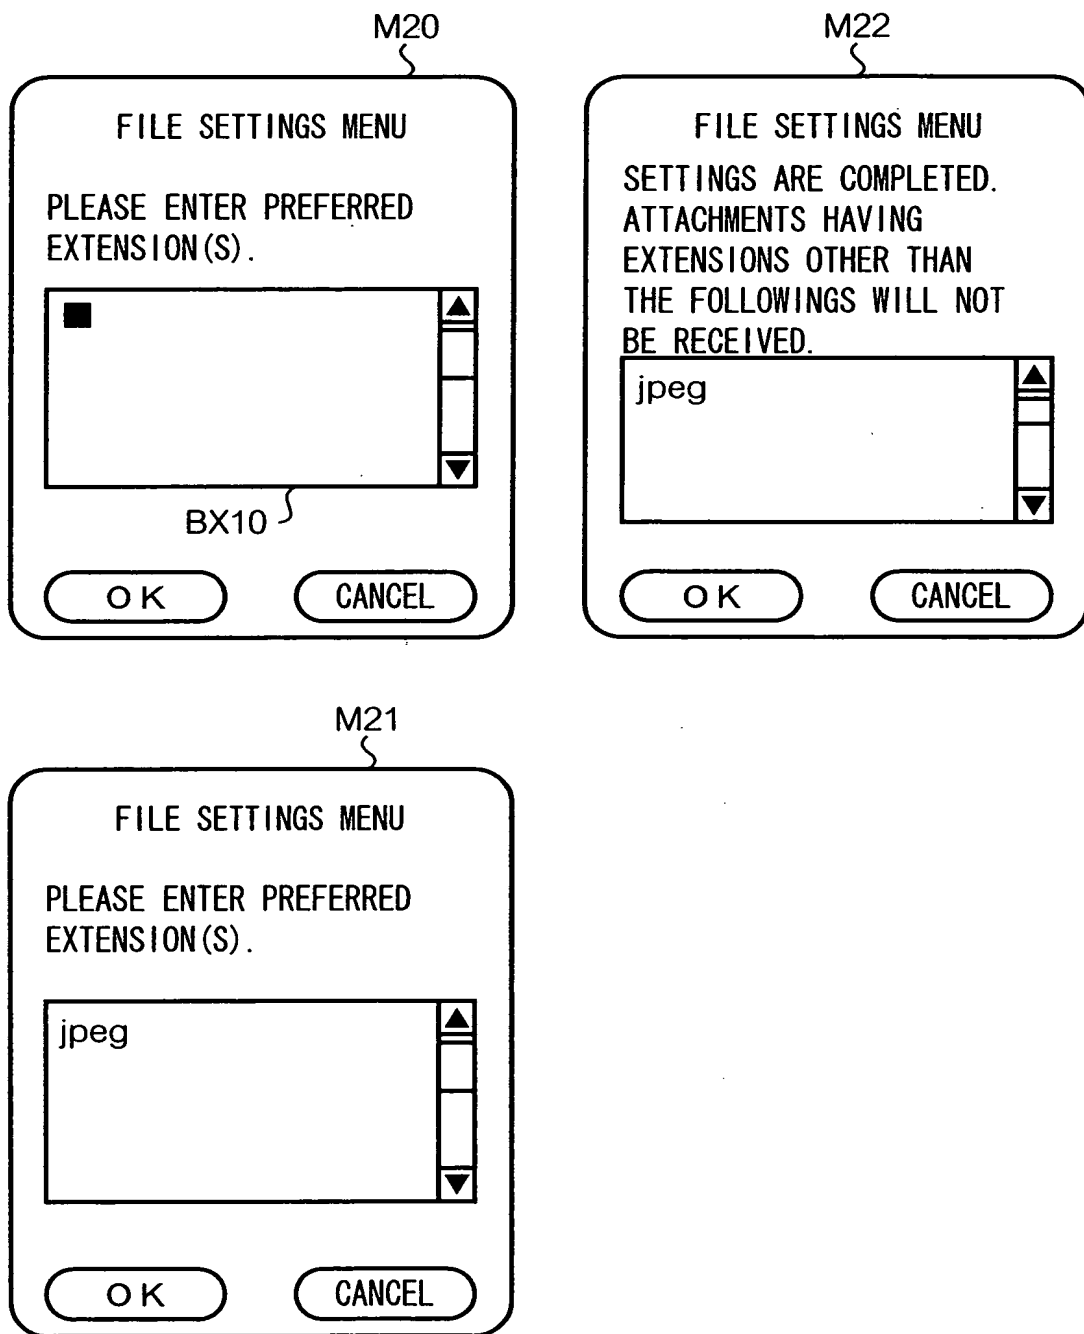 M20
FILE SETTINGS MENU
PLEASE ENTER PREFERRED
EXTENSION(S).
BX10
OK
CANCEL
M22
FILE SETTINGS MENU
SETTINGS ARE COMPLETED.
ATTACHMENTS HAVING
EXTENSIONS OTHER THAN
THE FOLLOWINGS WILL NOT
BE RECEIVED.
jpeg
OK
CANCEL
M21
FILE SETTINGS MENU
PLEASE ENTER PREFERRED
EXTENSION(S).
jpeg
OK
CANCEL